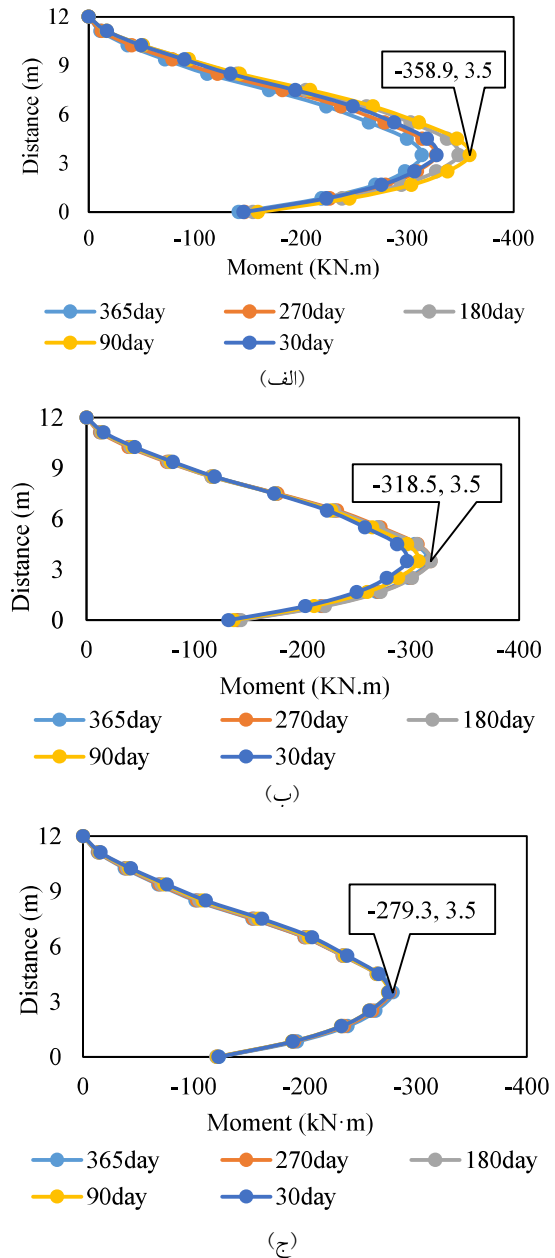 12
9
6
3
0
Distance (m)
-358.9, 3.5
0 -100 -200 -300 -400
Moment (KN.m)
365day 270day 180day
90day 30day
(الف)
12
9
6
3
0
Distance (m)
-318.5, 3.5
0 -100 -200 -300 -400
Moment (KN.m)
365day 270day 180day
90day 30day
(ب)
12
9
6
3
0
Distance (m)
-279.3, 3.5
0 -100 -200 -300 -400
Moment (kN·m)
365day 270day 180day
90day 30day
(ج)